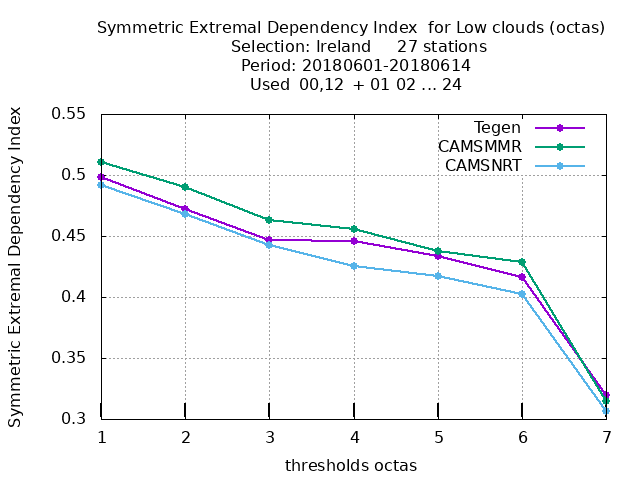 Symmetric Extremal Dependency Index  for Low clouds (octas)
Selection: Ireland     27 stations
Period: 20180601-20180614
Used  00,12  + 01 02 ... 24
Symmetric Extremal Dependency Index
0.55
0.5
0.45
0.4
0.35
0.3
Tegen
CAMSMMR
CAMSNRT
1 2 3 4 5 6 7
thresholds octas